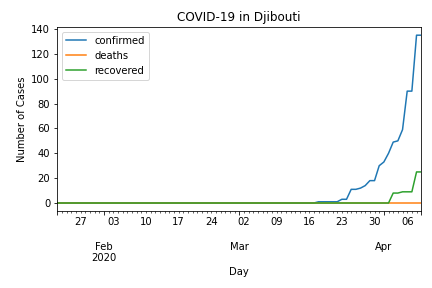 COVID-19 in Djibouti
confirmed
deaths
recovered
Number of Cases
140
120
100
80
60
40
20
0
27 03 10 17 24 02 09 16 23 30 06
Feb Mar Apr
2020
Day